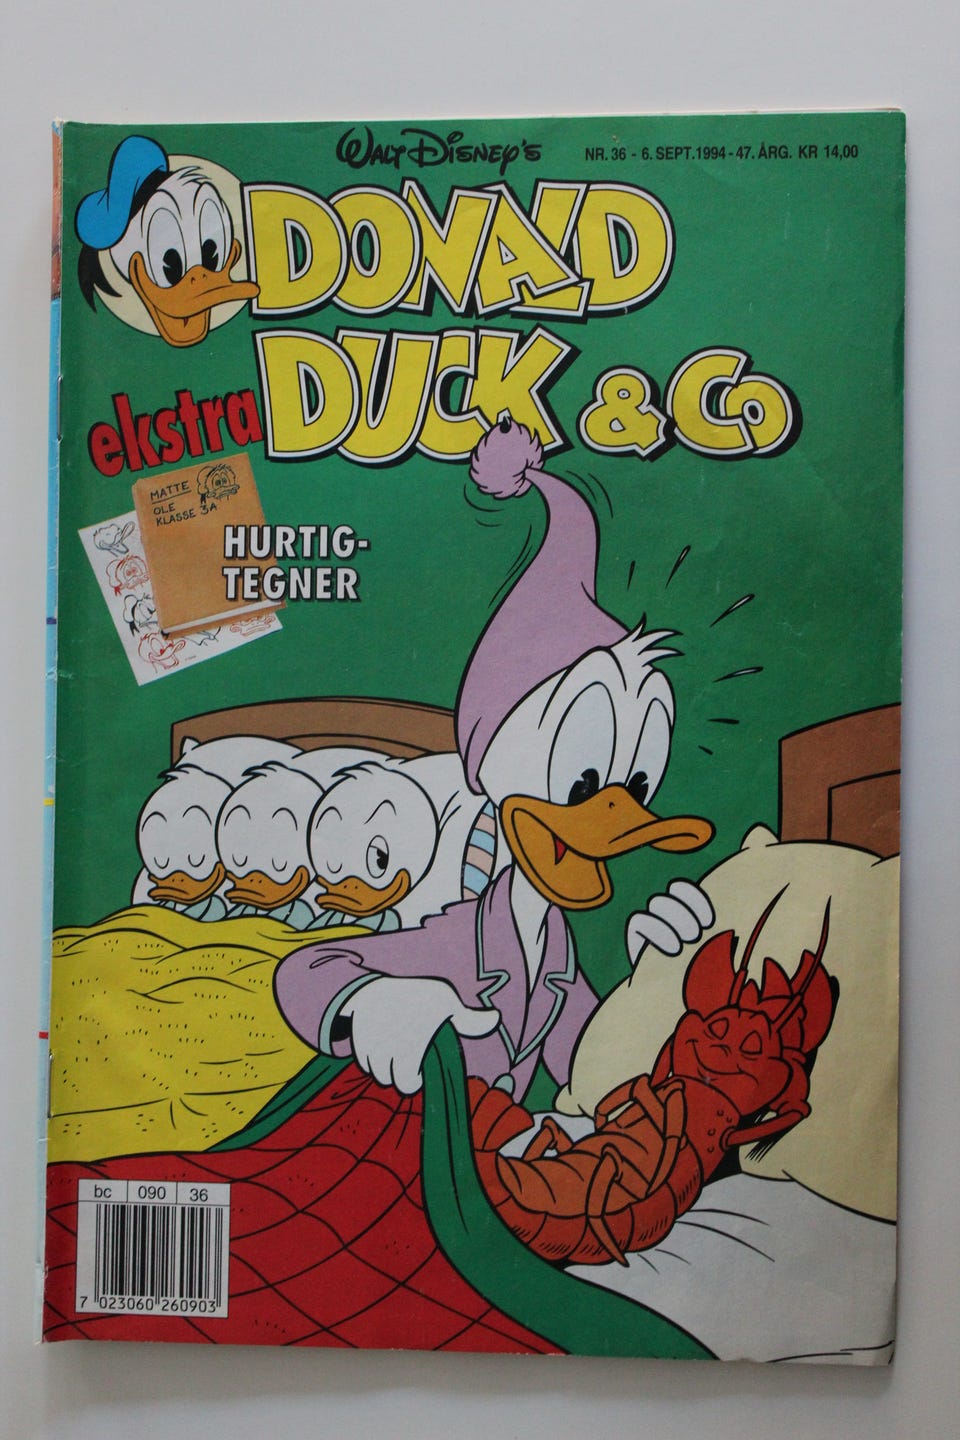 WALT DISNEY'S
NR. 36 - 6. SEPT. 1994 - 47. ÅRG. KR 14,00
DONALD
DUCK & Co
ekstra
MATTE
OLE
KLASSE 3A
HURTIG-
TEGNER
bc 090 36
7 023060 260903